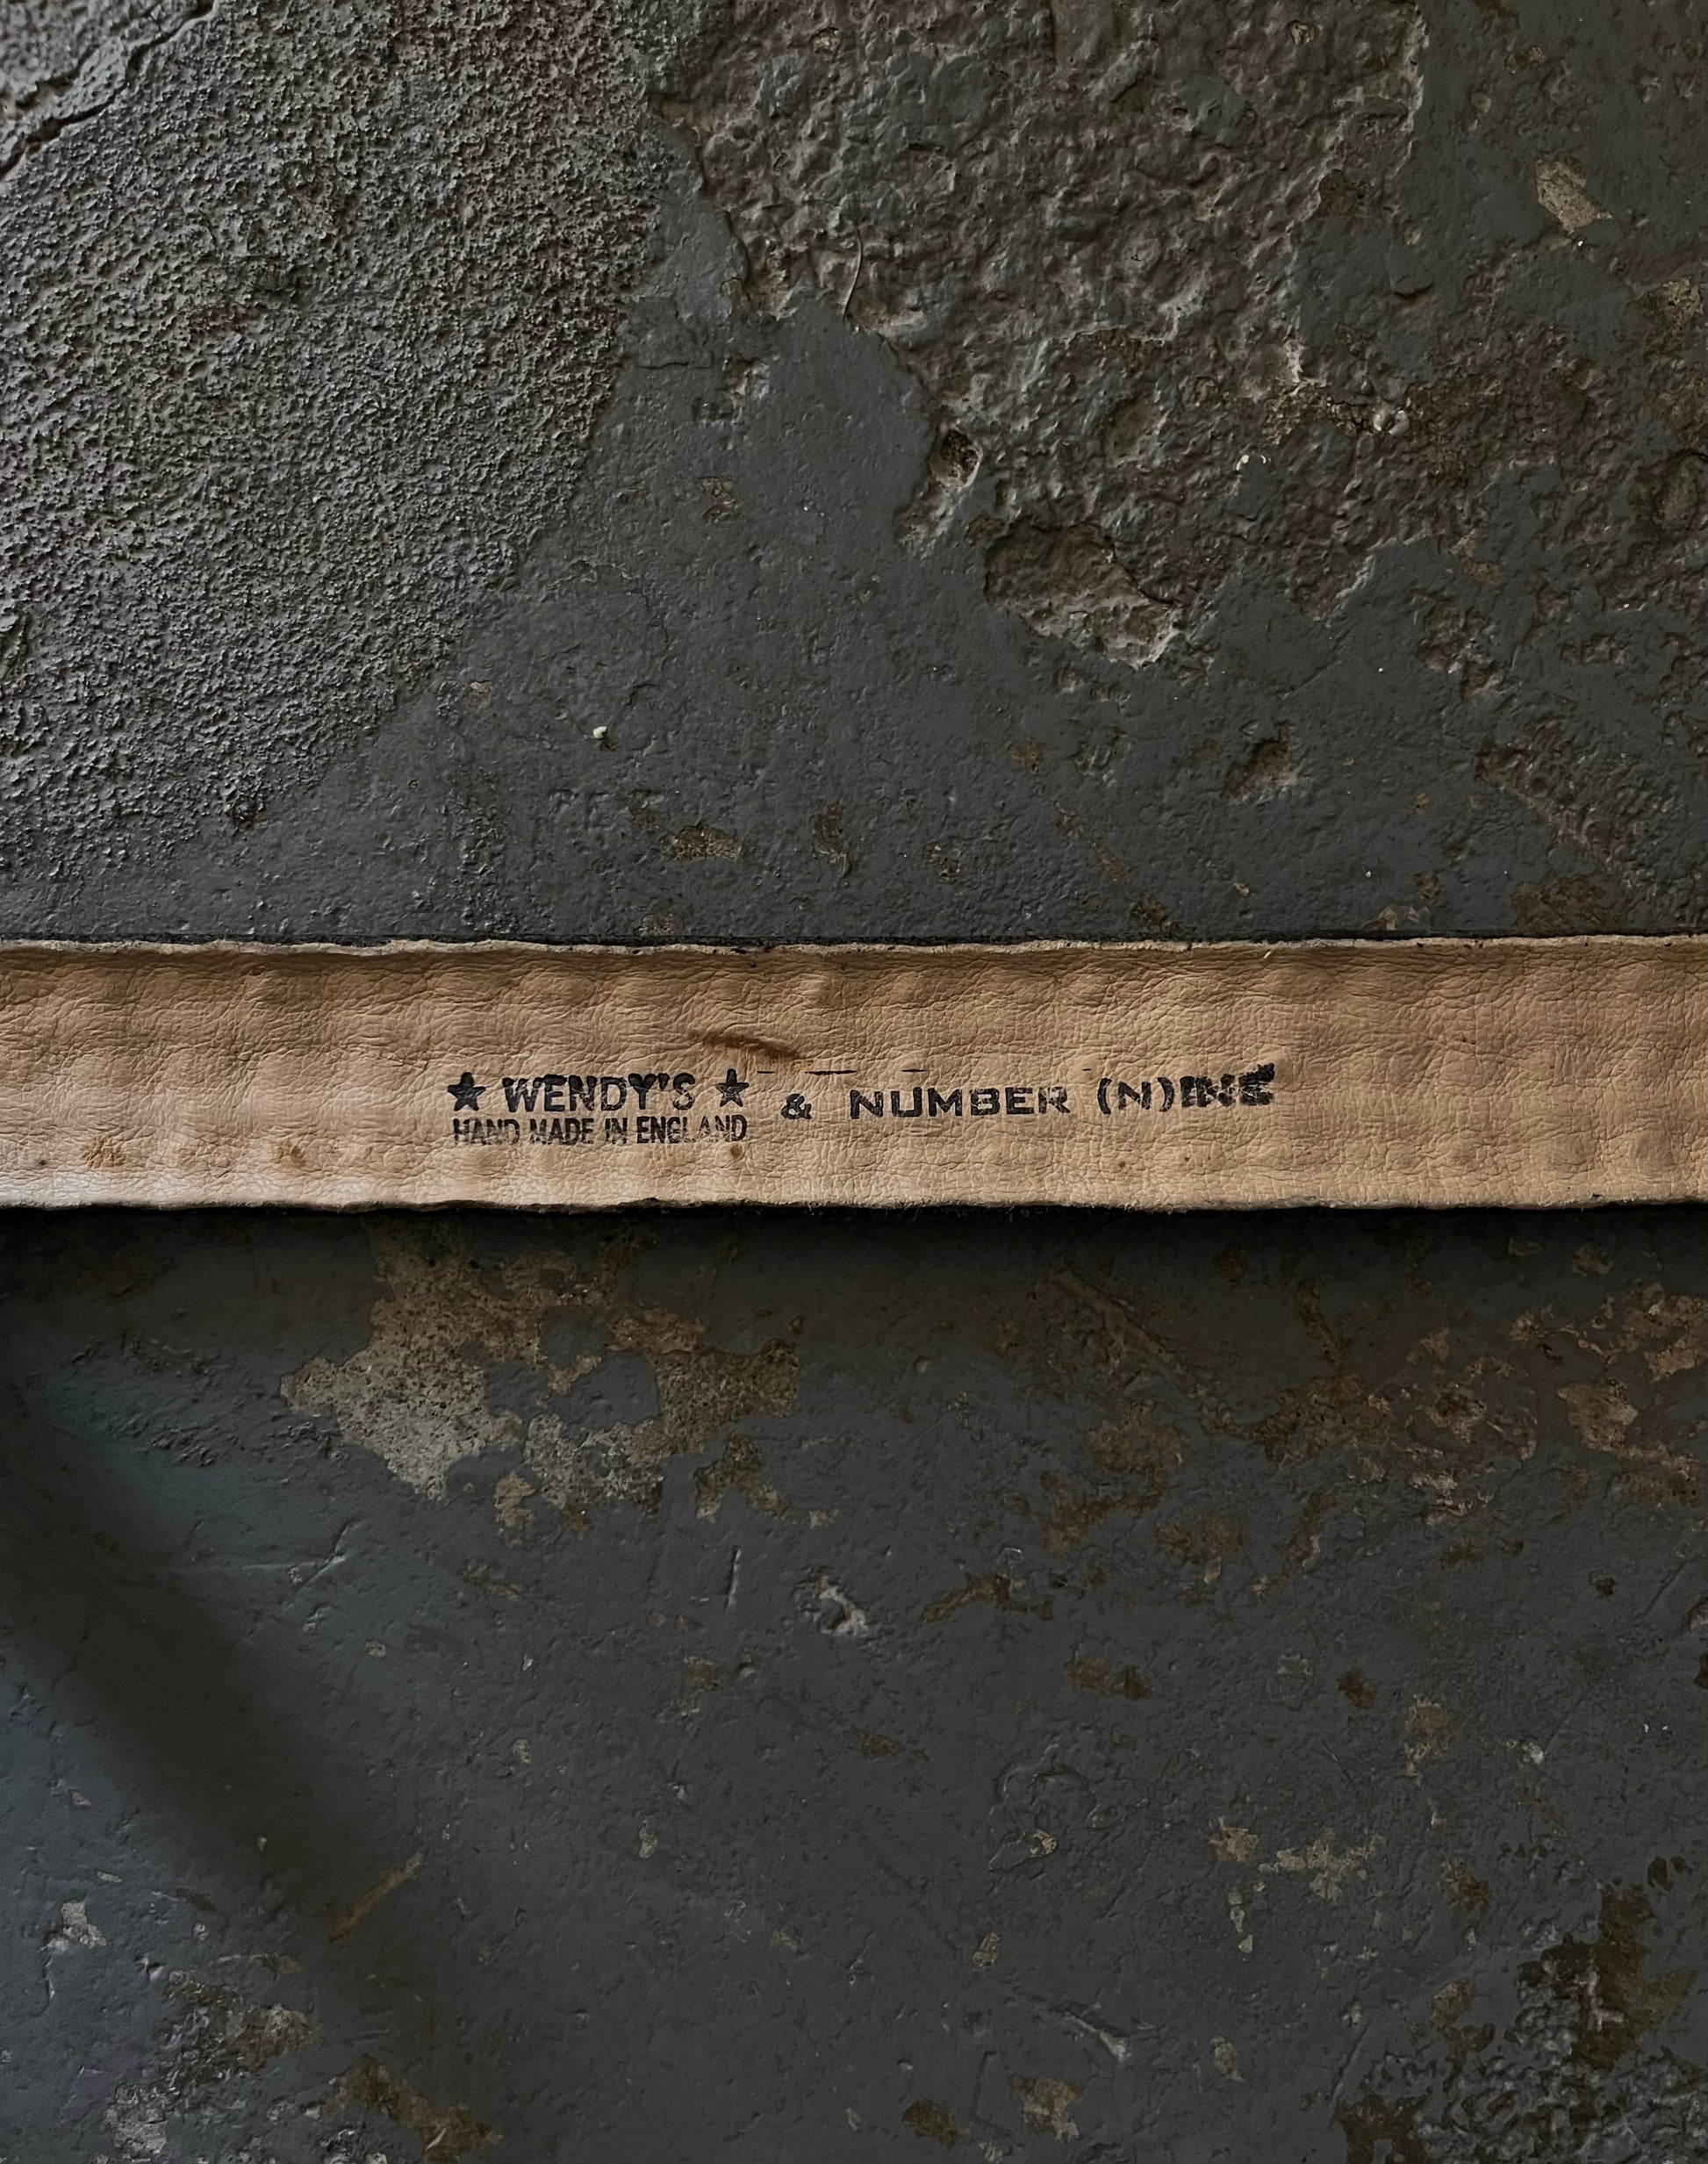 ★ WENDY'S ★ & NUMBER (N)INE
HAND MADE IN ENGLAND